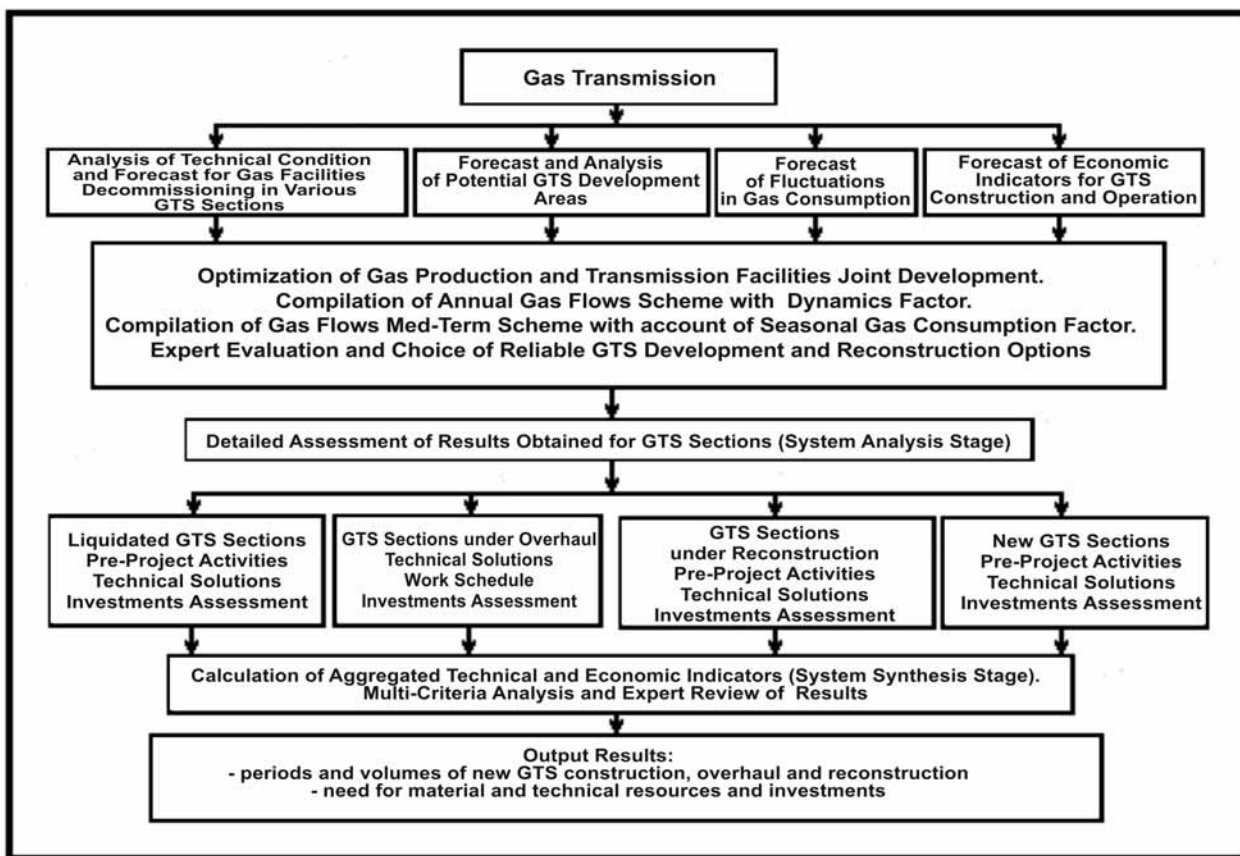 Gas Transmission
Analysis of Technical Condition
and Forecast for Gas Facilities
Decommissioning in Various
GTS Sections
Forecast and Analysis
of Potential GTS Development
Areas
Forecast
of Fluctuations
in Gas Consumption
Forecast of Economic
Indicators for GTS
Construction and Operation
Optimization of Gas Production and Transmission Facilities Joint Development.
Compilation of Annual Gas Flows Scheme with Dynamics Factor.
Compilation of Gas Flows Med-Term Scheme with account of Seasonal Gas Consumption Factor.
Expert Evaluation and Choice of Reliable GTS Development and Reconstruction Options
Detailed Assessment of Results Obtained for GTS Sections (System Analysis Stage)
Liquidated GTS Sections
Pre-Project Activities
Technical Solutions
Investments Assessment
GTS Sections under Overhaul
Technical Solutions
Work Schedule
Investments Assessment
GTS Sections
under Reconstruction
Pre-Project Activities
Technical Solutions
Investments Assessment
New GTS Sections
Pre-Project Activities
Technical Solutions
Investments Assessment
Calculation of Aggregated Technical and Economic Indicators (System Synthesis Stage).
Multi-Criteria Analysis and Expert Review of Results
Output Results:
- periods and volumes of new GTS construction, overhaul and reconstruction
- need for material and technical resources and investments